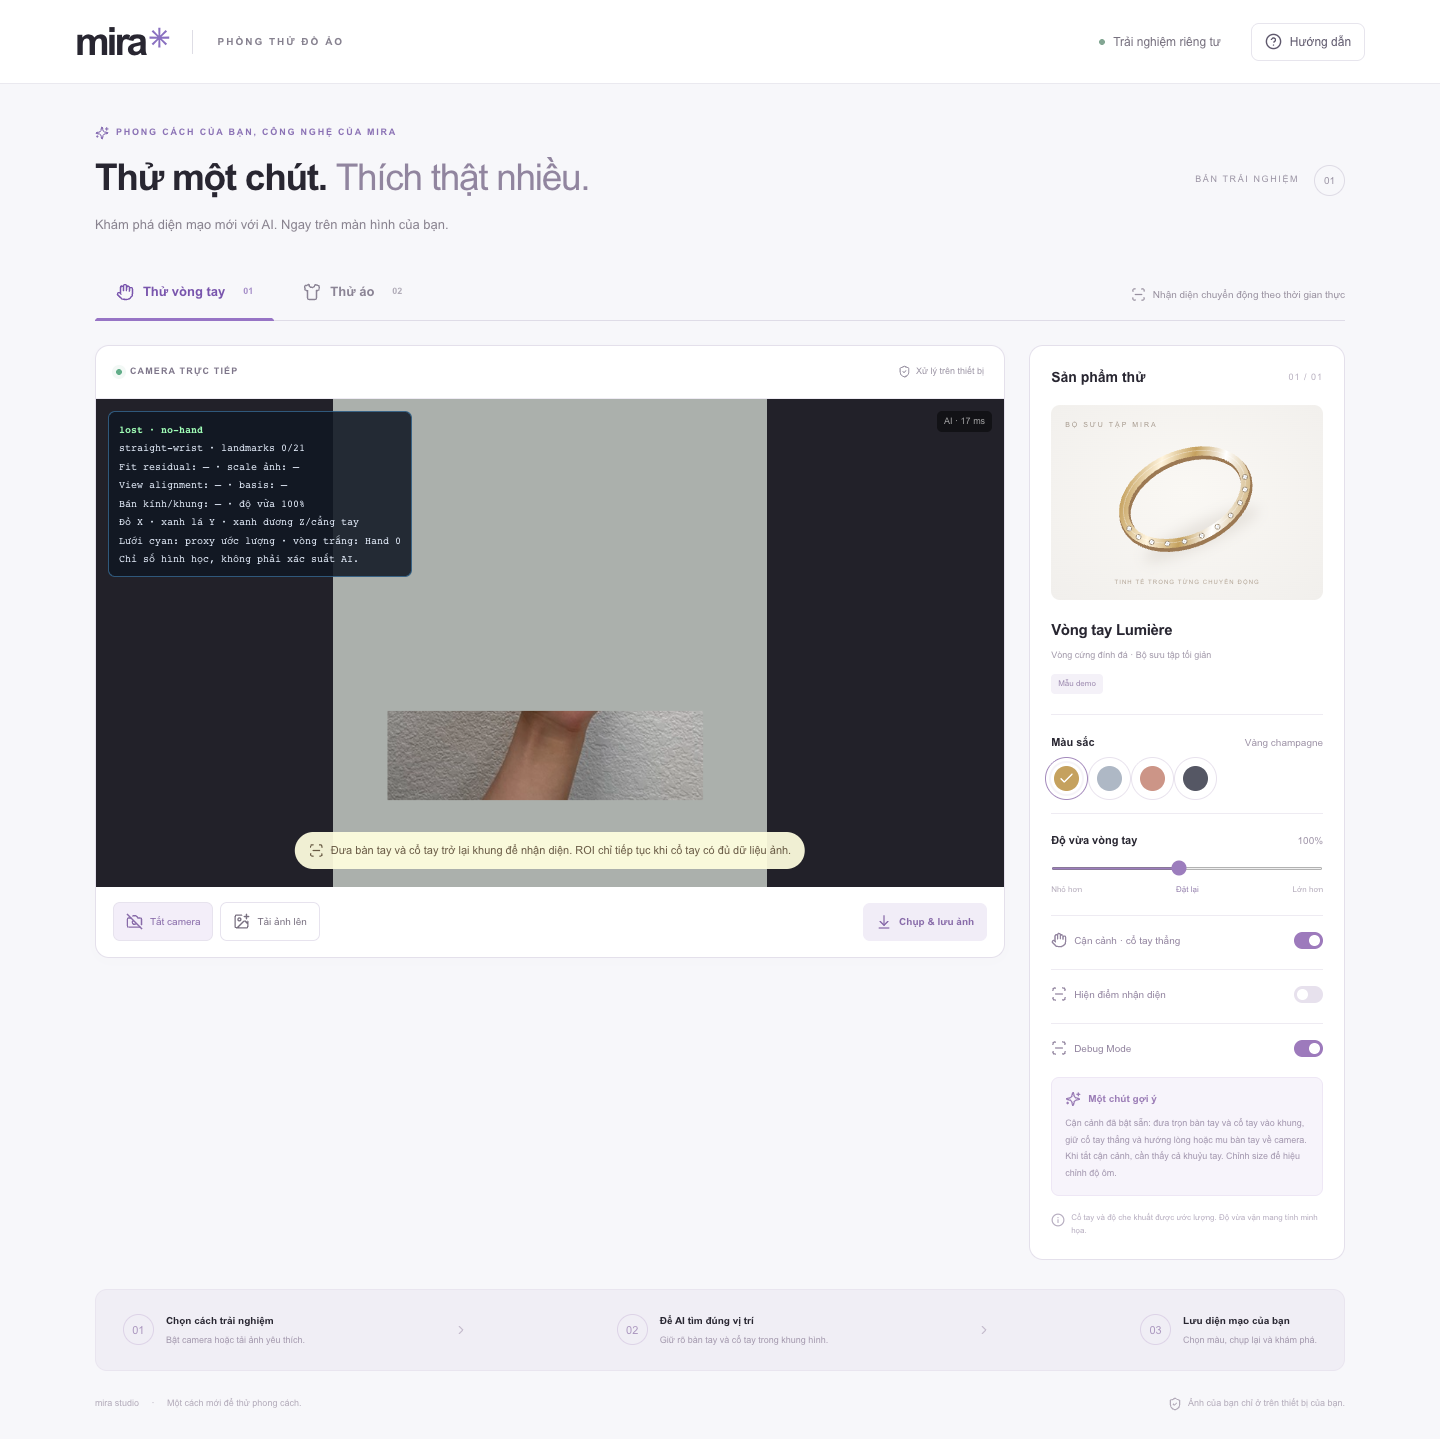 mira
PHÒNG THỬ ĐỒ ẢO
Trải nghiệm riêng tư
Hướng dẫn
PHONG CÁCH CỦA BẠN, CÔNG NGHỆ CỦA MIRA
Thử một chút. Thích thật nhiều.
BẢN TRẢI NGHIỆM
01
Khám phá diện mạo mới với AI. Ngay trên màn hình của bạn.
Thử vòng tay 01
Thử áo 02
Nhận diện chuyển động theo thời gian thực
CAMERA TRỰC TIẾP
Xử lý trên thiết bị
lost · no-hand
straight-wrist · landmarks 0/21
Fit residual: — · scale ảnh: —
View alignment: — · basis: —
Bán kính/khung: — · độ vừa 100%
Đỏ X · xanh lá Y · xanh dương Z/cẳng tay
Lưới cyan: proxy ước lượng · vòng trắng: Hand 0
Chỉ số hình học, không phải xác suất AI.
AI · 17 ms
Đưa bàn tay và cổ tay trở lại khung để nhận diện. ROI chỉ tiếp tục khi cổ tay có đủ dữ liệu ảnh.
Tắt camera
Tải ảnh lên
Chụp & lưu ảnh
Sản phẩm thử
01 / 01
BỘ SƯU TẬP MIRA
TINH TẾ TRONG TỪNG CHUYỂN ĐỘNG
Vòng tay Lumière
Vòng cứng đính đá · Bộ sưu tập tối giản
Mẫu demo
Màu sắc
Vàng champagne
Độ vừa vòng tay
100%
Nhỏ hơn
Đặt lại
Lớn hơn
Cận cảnh · cổ tay thẳng
Hiện điểm nhận diện
Debug Mode
Một chút gợi ý
Cận cảnh đã bật sẵn: đưa trọn bàn tay và cổ tay vào khung,
giữ cổ tay thẳng và hướng lòng hoặc mu bàn tay về camera.
Khi tắt cận cảnh, cần thấy cả khuỷu tay. Chỉnh size để hiệu
chỉnh độ ôm.
Cổ tay và độ che khuất được ước lượng. Độ vừa vặn mang tính minh
họa.
01
Chọn cách trải nghiệm
Bật camera hoặc tải ảnh yêu thích.
02
Để AI tìm đúng vị trí
Giữ rõ bàn tay và cổ tay trong khung hình.
03
Lưu diện mạo của bạn
Chọn màu, chụp lại và khám phá.
mira studio · Một cách mới để thử phong cách.
Ảnh của bạn chỉ ở trên thiết bị của bạn.